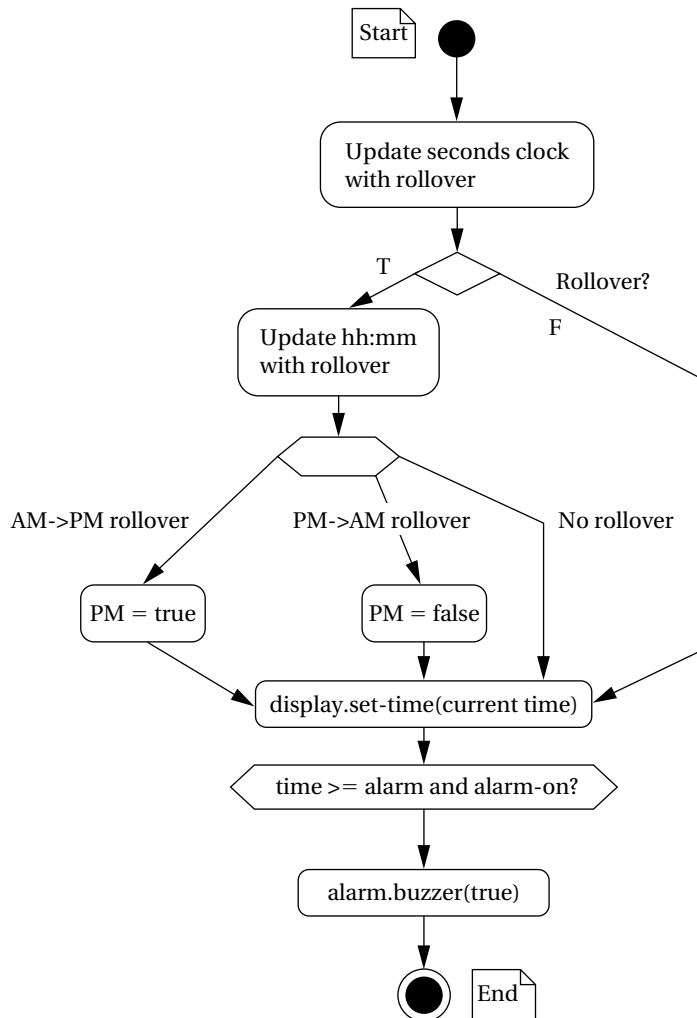 Start
Update seconds clock
with rollover
T
Rollover?
F
Update hh:mm
with rollover
AM->PM rollover
PM->AM rollover
No rollover
PM = true
PM = false
display.set-time(current time)
time >= alarm and alarm-on?
alarm.buzzer(true)
End